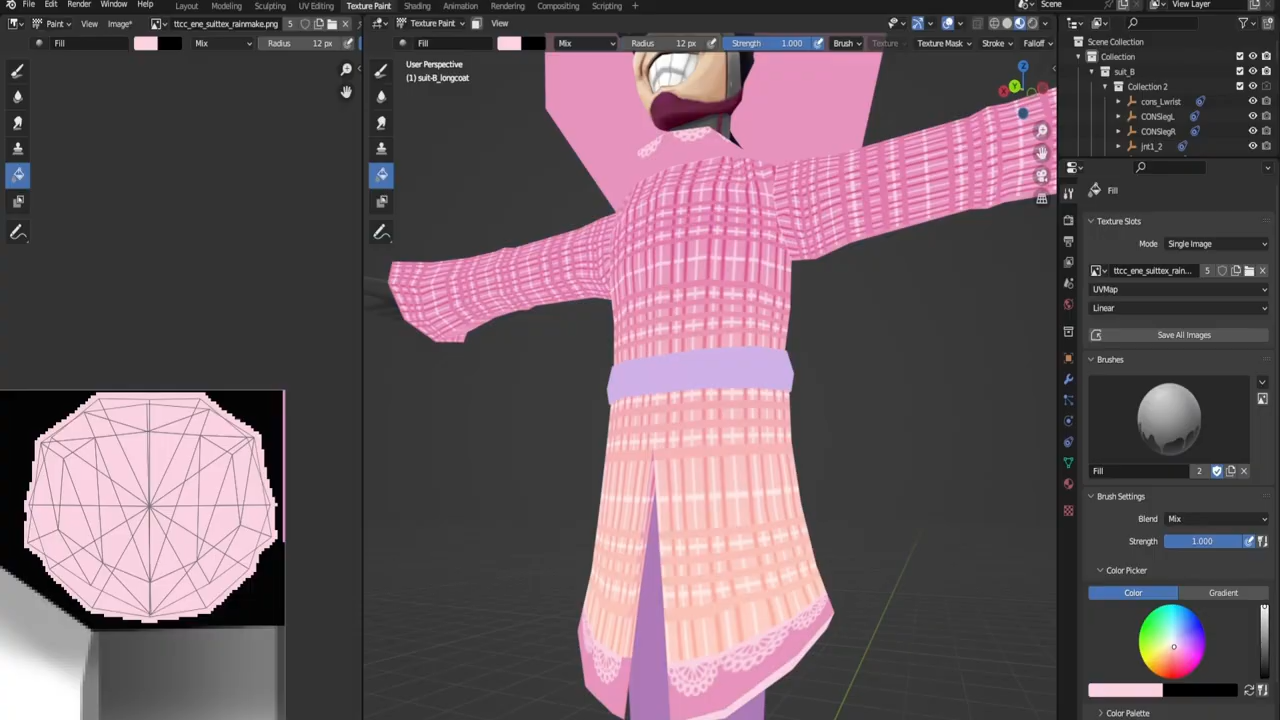 File Edit Render Window Help Layout Modeling Sculpting UV Editing Texture Paint Shading Animation Rendering Compositing Scripting + Scene View Layer
Paint View Image* ttcc_ene_suittex_rainmake.png 5 Texture Paint View
Fill Mix Radius 12 px Fill Mix Radius 12 px Strength 1.000 Brush Texture Texture Mask Stroke Falloff
Scene Collection
Collection
suit_B
Collection 2
cons_Lwrist
CONSlegL
CONSlegR
jnt1_2
User Perspective
(1) suit-B_longcoat
Z
X
Y
Fill
Texture Slots
Mode Single Image
ttcc_ene_suittex_rain... 5
UVMap
Linear
Save All Images
Brushes
Fill 2
Brush Settings
Blend Mix
Strength 1.000
Color Picker
Color Gradient
Color Palette